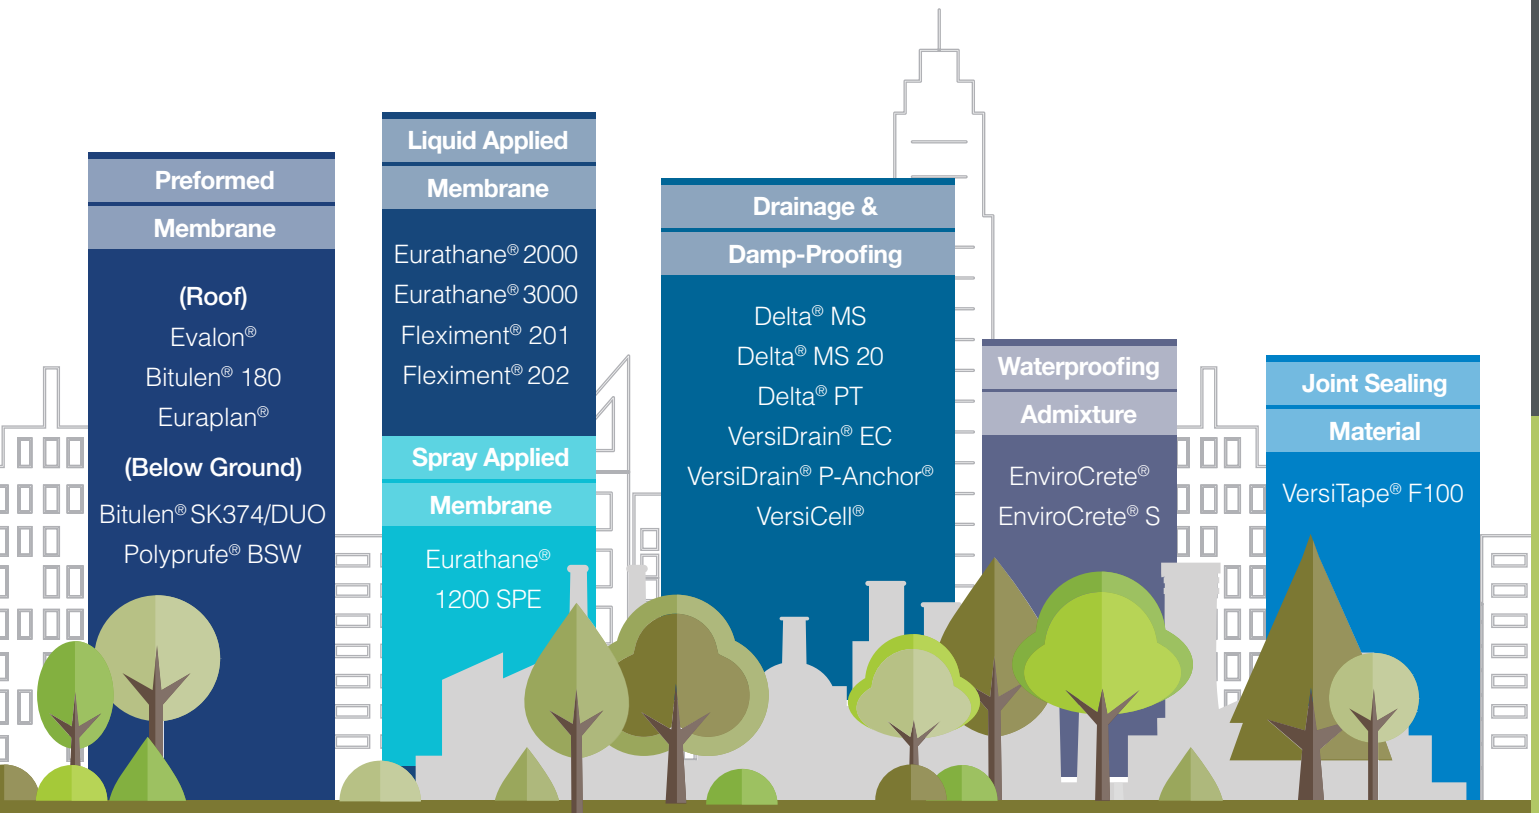 Preformed
Membrane
(Roof)
Evalon®
Bitulen® 180
Euraplan®
(Below Ground)
Bitulen® SK374/DUO
Polyprufe® BSW
Liquid Applied
Membrane
Eurathane® 2000
Eurathane® 3000
Fleximent® 201
Fleximent® 202
Spray Applied
Membrane
Eurathane®
1200 SPE
Drainage &
Damp-Proofing
Delta® MS
Delta® MS 20
Delta® PT
VersiDrain® EC
VersiDrain® P-Anchor®
VersiCell®
Waterproofing
Admixture
EnviroCrete®
EnviroCrete® S
Joint Sealing
Material
VersiTape® F100